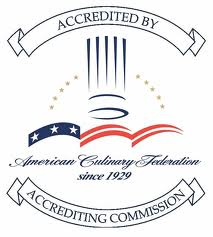 ACCREDITED BY
American Culinary Federation
since 1929
ACCREDITING COMMISSION